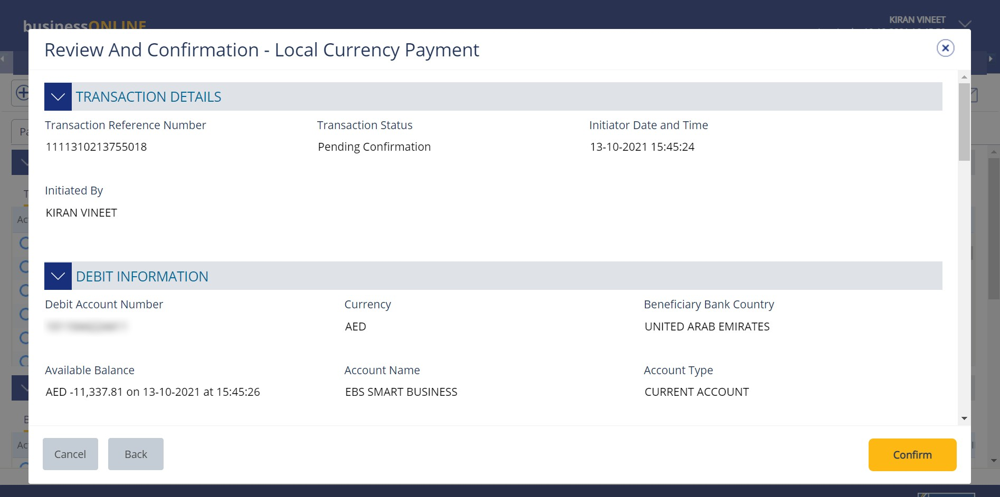 businessONLINE
KIRAN VINEET
Review And Confirmation - Local Currency Payment
TRANSACTION DETAILS
Transaction Reference Number Transaction Status Initiator Date and Time
1111310213755018 Pending Confirmation 13-10-2021 15:45:24
Initiated By
KIRAN VINEET
DEBIT INFORMATION
Debit Account Number Currency Beneficiary Bank Country
AED UNITED ARAB EMIRATES
Available Balance Account Name Account Type
AED -11,337.81 on 13-10-2021 at 15:45:26 EBS SMART BUSINESS CURRENT ACCOUNT
Cancel Back Confirm